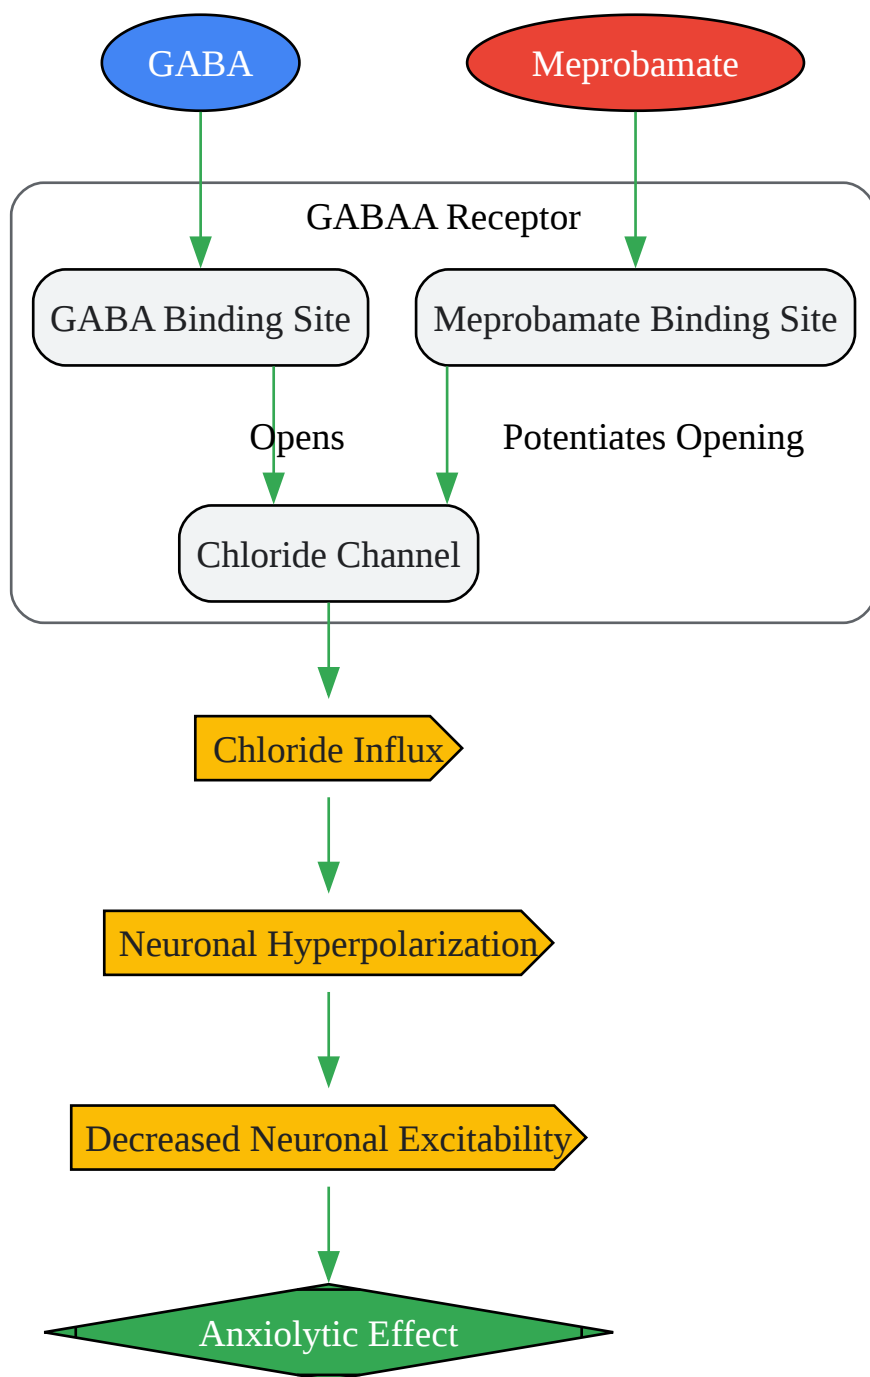 GABA
Meprobamate
GABAA Receptor
GABA Binding Site
Meprobamate Binding Site
Opens
Potentiates Opening
Chloride Channel
Chloride Influx
Neuronal Hyperpolarization
Decreased Neuronal Excitability
Anxiolytic Effect